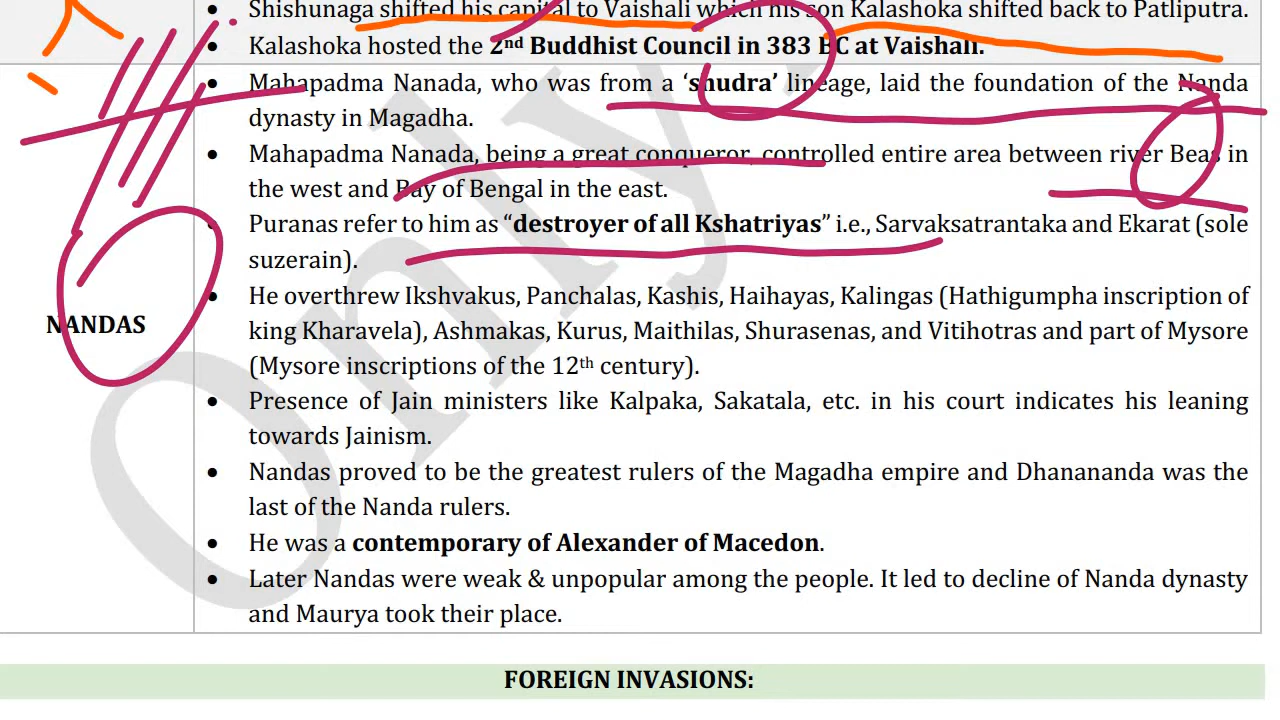 • Shishunaga shifted his capital to Vaishali which his son Kalashoka shifted back to Patliputra.
• Kalashoka hosted the 2nd Buddhist Council in 383 BC at Vaishali.
• Mahapadma Nanada, who was from a ‘shudra’ lineage, laid the foundation of the Nanda
dynasty in Magadha.
• Mahapadma Nanada, being a great conqueror, controlled entire area between river Beas in
the west and Bay of Bengal in the east.
• Puranas refer to him as “destroyer of all Kshatriyas” i.e., Sarvaksatrantaka and Ekarat (sole
suzerain).
• He overthrew Ikshvakus, Panchalas, Kashis, Haihayas, Kalingas (Hathigumpha inscription of
NANDAS
king Kharavela), Ashmakas, Kurus, Maithilas, Shurasenas, and Vitihotras and part of Mysore
(Mysore inscriptions of the 12th century).
• Presence of Jain ministers like Kalpaka, Sakatala, etc. in his court indicates his leaning
towards Jainism.
• Nandas proved to be the greatest rulers of the Magadha empire and Dhanananda was the
last of the Nanda rulers.
• He was a contemporary of Alexander of Macedon.
• Later Nandas were weak & unpopular among the people. It led to decline of Nanda dynasty
and Maurya took their place.
FOREIGN INVASIONS:
Only